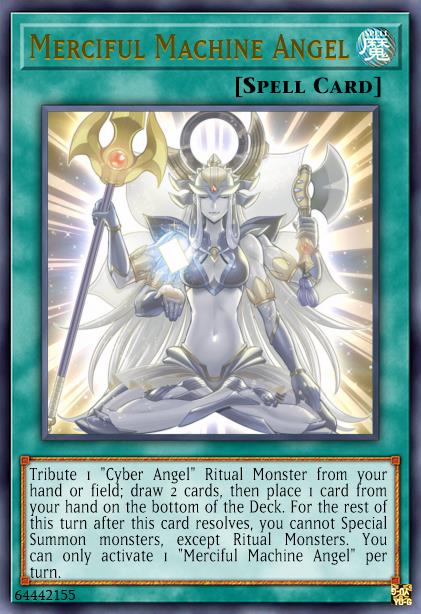 Merciful Machine Angel
[Spell Card]
SPELL
魔
Tribute 1 "Cyber Angel" Ritual Monster from your
hand or field; draw 2 cards, then place 1 card from
your hand on the bottom of the Deck. For the rest of
this turn after this card resolves, you cannot Special
Summon monsters, except Ritual Monsters. You
can only activate 1 "Merciful Machine Angel" per
turn.
64442155